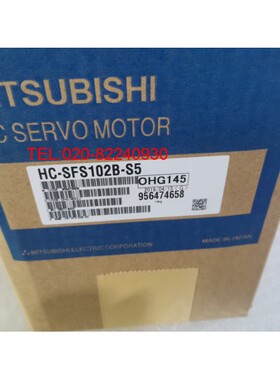 MITSUBISHI
C SERVO MOTOR
TEL:020-82240930
HC-SFS102B-S5
OHG145
956474658
MITSUBISHI ELECTRIC CORPORATION
MADE IN JAPAN